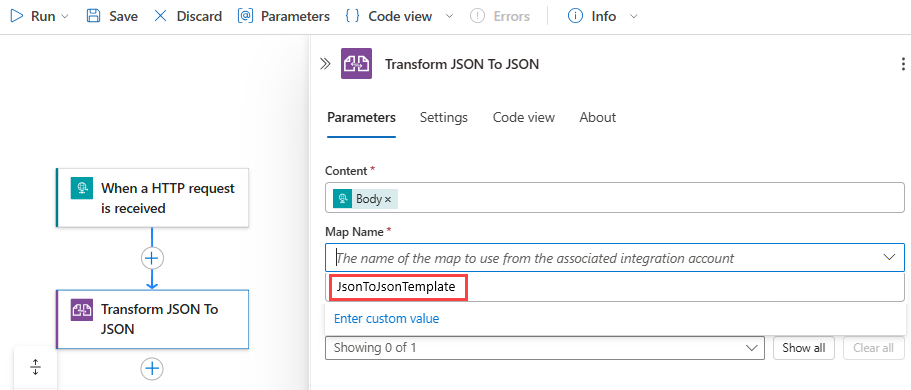 Run Save Discard Parameters Code view Errors Info
Transform JSON To JSON
Parameters Settings Code view About
Content *
Body ×
Map Name *
The name of the map to use from the associated integration account
JsonToJsonTemplate
Enter custom value
Showing 0 of 1 Show all Clear all
When a HTTP request
is received
Transform JSON To
JSON